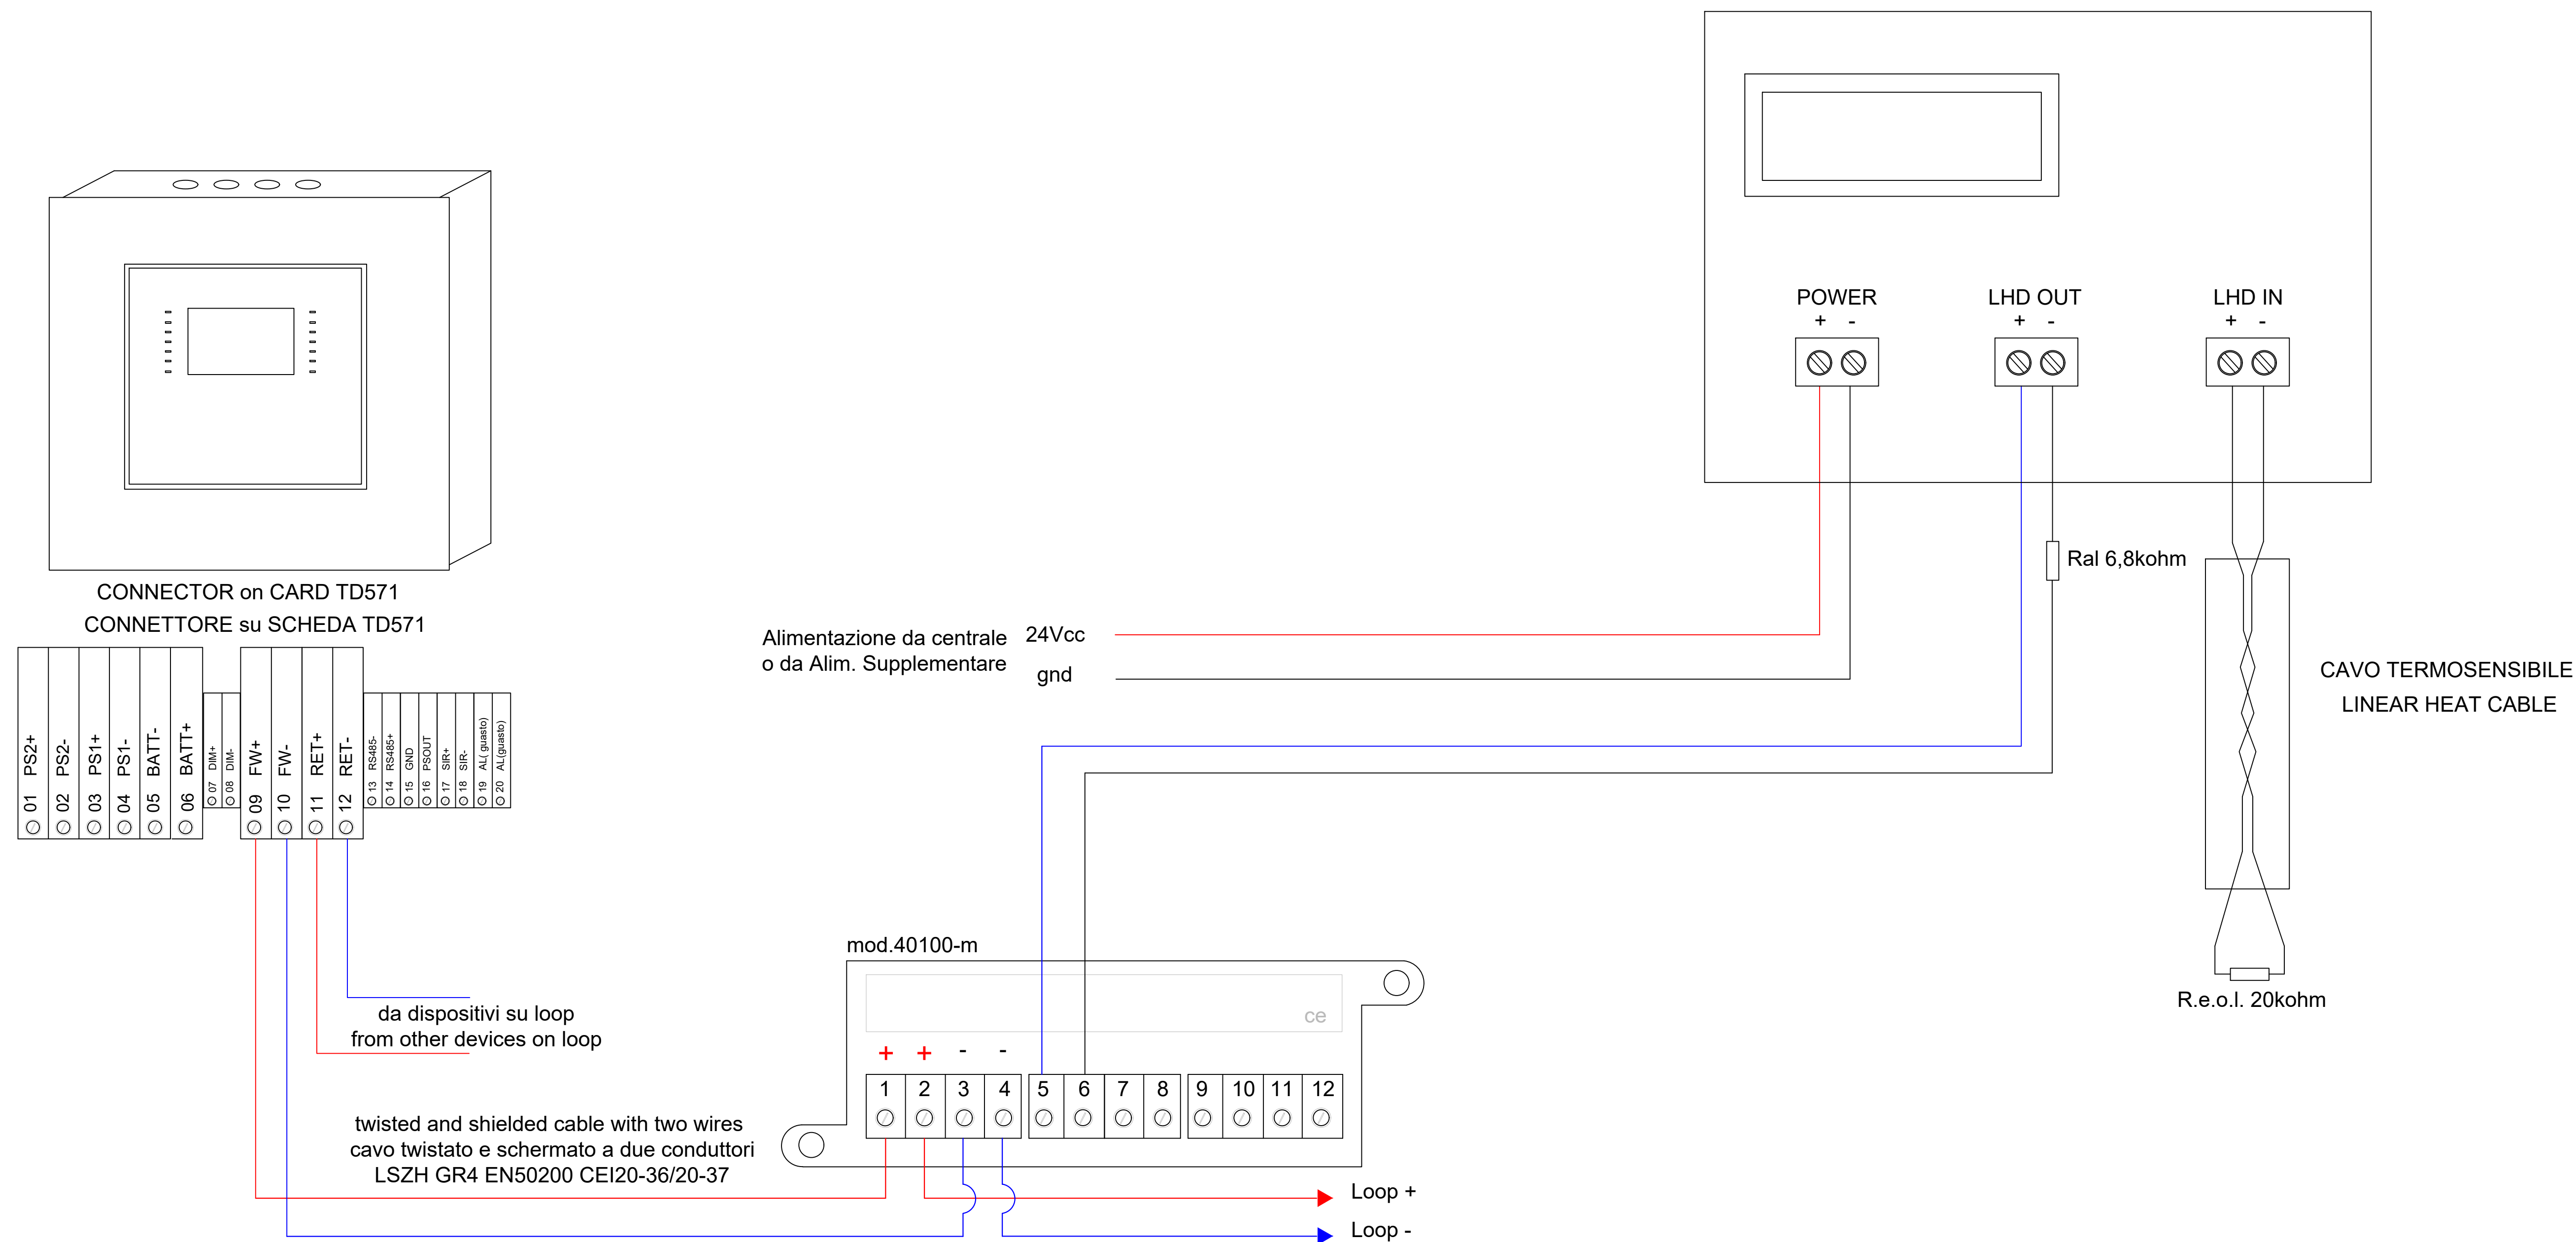 POWER
+ -
LHD OUT
+ -
LHD IN
+ -
CONNECTOR on CARD TD571
CONNETTORE su SCHEDA TD571
01 PS2+
02 PS2-
03 PS1+
04 PS1-
05 BATT-
06 BATT+
07 DIM+
08 DIM-
09 FW+
10 FW-
11 RET+
12 RET-
13 RS485-
14 RS485+
15 GND
16 PSOUT
17 SIR+
18 SIR-
19 AL( guasto)
20 AL(guasto)
Ral 6,8kohm
Alimentazione da centrale
o da Alim. Supplementare
24Vcc
gnd
CAVO TERMOSENSIBILE
LINEAR HEAT CABLE
R.e.o.l. 20kohm
da dispositivi su loop
from other devices on loop
mod.40100-m
ce
+ + - -
1 2 3 4 5 6 7 8 9 10 11 12
twisted and shielded cable with two wires
cavo twistato e schermato a due conduttori
LSZH GR4 EN50200 CEI20-36/20-37
Loop +
Loop -